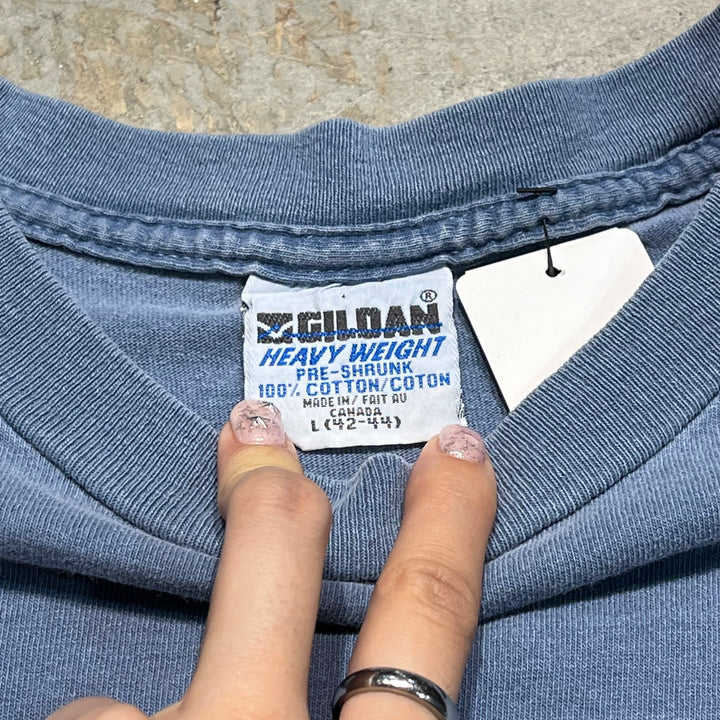 GILDAN®
HEAVY WEIGHT
PRE-SHRUNK
100% COTTON/COTON
MADE IN/FAIT AU
CANADA
L (42-44)